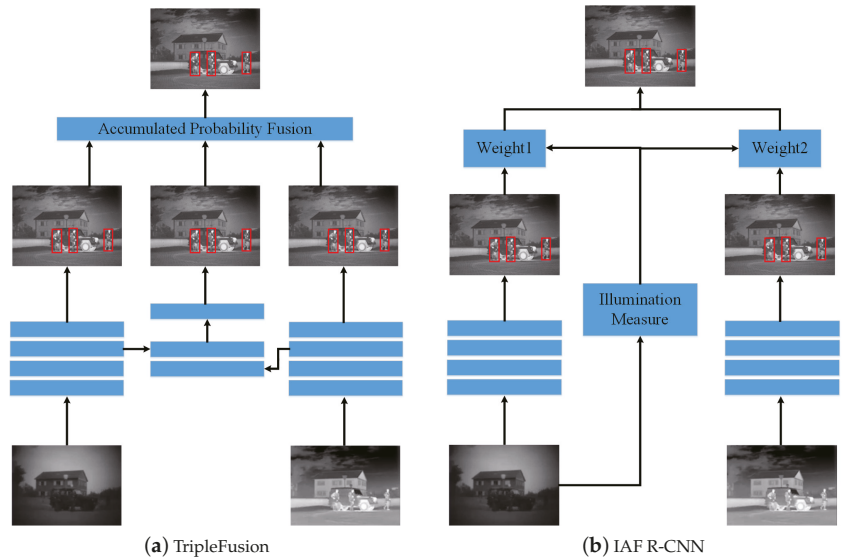 Accumulated Probability Fusion
Weight1
Weight2
Illumination
Measure
(a) TripleFusion
(b) IAF R-CNN